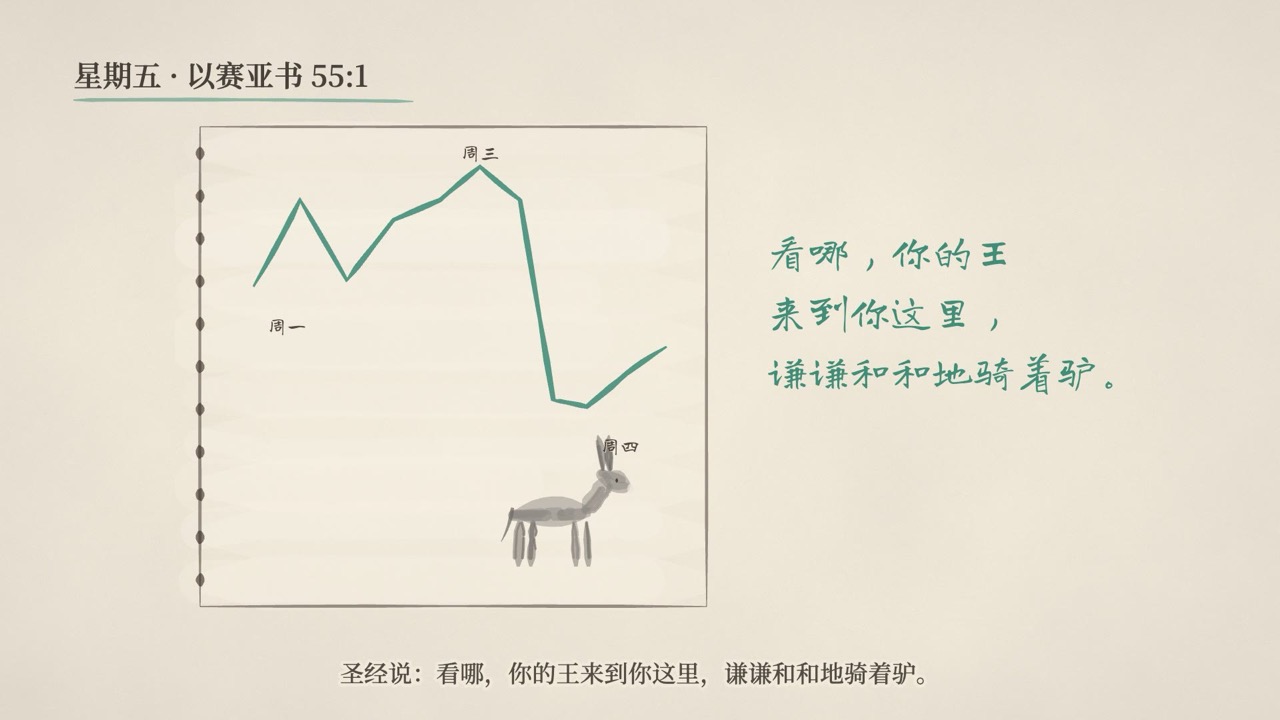 星期五 · 以赛亚书 55:1
周三
周一
周四
看哪，你的王
来到你这里，
谦谦和和地骑着驴。
圣经说：看哪，你的王来到你这里，谦谦和和地骑着驴。